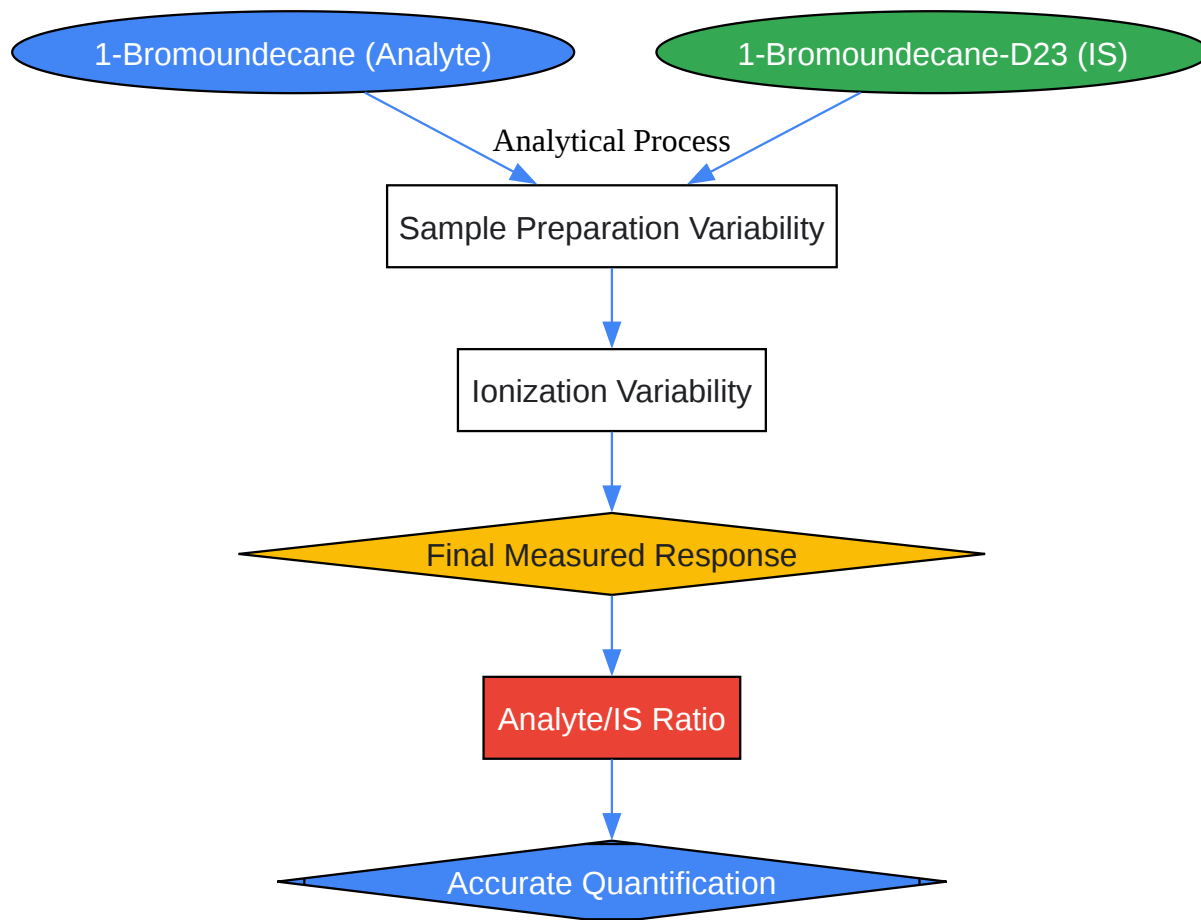 1-Bromoundecane (Analyte)
1-Bromoundecane-D23 (IS)
Analytical Process
Sample Preparation Variability
Ionization Variability
Final Measured Response
Analyte/IS Ratio
Accurate Quantification